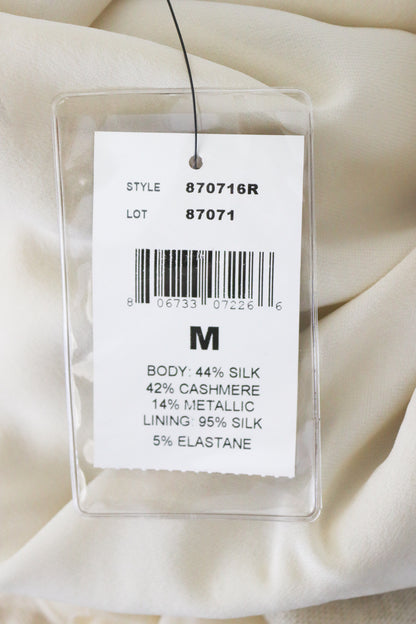 STYLE 870716R
LOT 87071
8 06733 07226 6
M
BODY: 44% SILK
42% CASHMERE
14% METALLIC
LINING: 95% SILK
5% ELASTANE